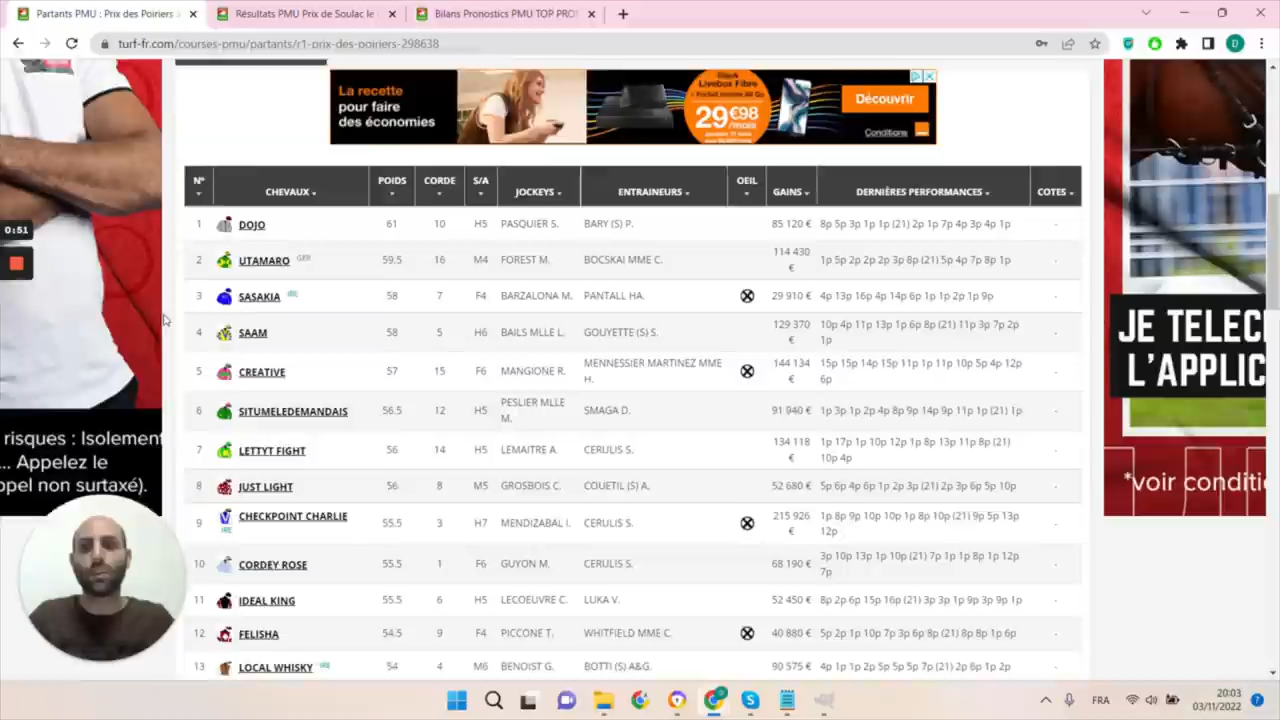 Partants PMU : Prix des Poiriers
Résultats PMU Prix de Soulac le
Bilans Pronostics PMU TOP PRO
turf-fr.com/courses-pmu/partants/r1-prix-des-poiriers-298638
D
La recette
pour faire
des économies
Livebox Fibre
29€98
/mois
Découvrir
Conditions
N° CHEVAUX POIDS CORDE S/A JOCKEYS ENTRAINEURS OEIL GAINS DERNIÈRES PERFORMANCES COTES
1 DOJO 61 10 H5 PASQUIER S. BARY (S) P. 85 120 € 8p 5p 3p 1p 1p (21) 2p 1p 7p 4p 3p 4p 1p -
2 UTAMARO GER 59.5 16 M4 FOREST M. BOCSKAI MME C. 114 430 € 1p 5p 2p 2p 2p 3p 8p (21) 5p 4p 7p 8p 1p -
3 SASAKIA IRE 58 7 F4 BARZALONA M. PANTALL HA. 29 910 € 4p 13p 16p 4p 14p 6p 1p 1p 2p 1p 9p -
4 SAAM 58 5 H6 BAILS MLLE L. GOUYETTE (S) S. 129 370 € 10p 4p 11p 13p 1p 6p 8p (21) 11p 3p 7p 2p 1p -
5 CREATIVE 57 15 F6 MANGIONE R. MENNESSIER MARTINEZ MME H. 144 134 € 15p 15p 14p 15p 11p 1p 11p 10p 5p 4p 12p 6p -
6 SITUMELEDEMANDAIS 56.5 12 H5 PESLIER MLLE M. SMAGA D. 91 940 € 1p 3p 1p 2p 4p 8p 9p 14p 9p 11p 1p (21) 1p -
7 LETTYT FIGHT 56 14 H5 LEMAITRE A. CERULIS S. 134 118 € 1p 17p 1p 10p 12p 1p 8p 13p 11p 8p (21) 10p 4p -
8 JUST LIGHT 56 8 M5 GROSBOIS C. COUETIL (S) A. 52 680 € 5p 6p 4p 6p 1p 2p 3p (21) 2p 3p 6p 5p 10p -
9 CHECKPOINT CHARLIE IRE 55.5 3 H7 MENDIZABAL I. CERULIS S. 215 926 € 1p 8p 9p 10p 10p 1p 8p 10p (21) 9p 5p 13p 12p -
10 CORDEY ROSE 55.5 1 F6 GUYON M. CERULIS S. 68 190 € 3p 10p 13p 1p 10p (21) 7p 1p 1p 8p 1p 12p 7p -
11 IDEAL KING 55.5 6 H5 LECOEUVRE C. LUKA V. 52 450 € 8p 2p 6p 15p 16p (21) 3p 3p 1p 9p 3p 9p 1p -
12 FELISHA 54.5 9 F4 PICCONE T. WHITFIELD MME C. 40 880 € 5p 2p 1p 10p 7p 3p 6p 8p (21) 8p 8p 1p 6p -
13 LOCAL WHISKY IRE 54 4 M6 BENOIST G. BOTTI (S) A&G. 90 575 € 4p 1p 1p 2p 5p 5p 7p (21) 2p 6p 1p 2p -
0:51
risques : Isolement
... Appelez le
ppel non surtaxé).
JE TELEC
L'APPLIC
*voir conditi
FRA
20:03
03/11/2022